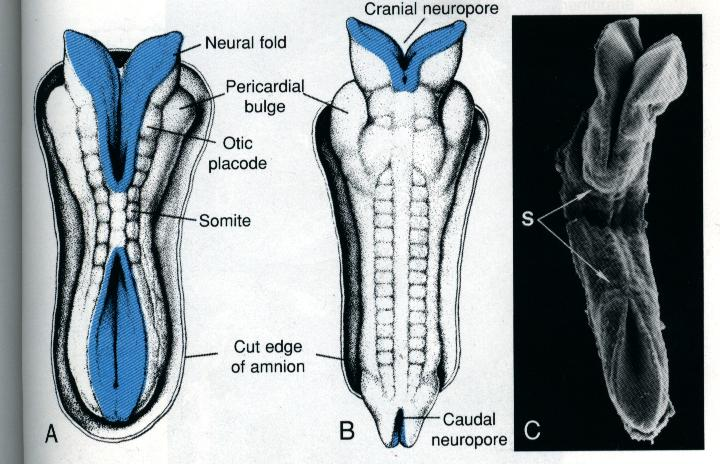 Cranial neuropore
Neural fold
Pericardial
bulge
Otic
placode
Somite
S
Cut edge
of amnion
Caudal
neuropore
A
B
C